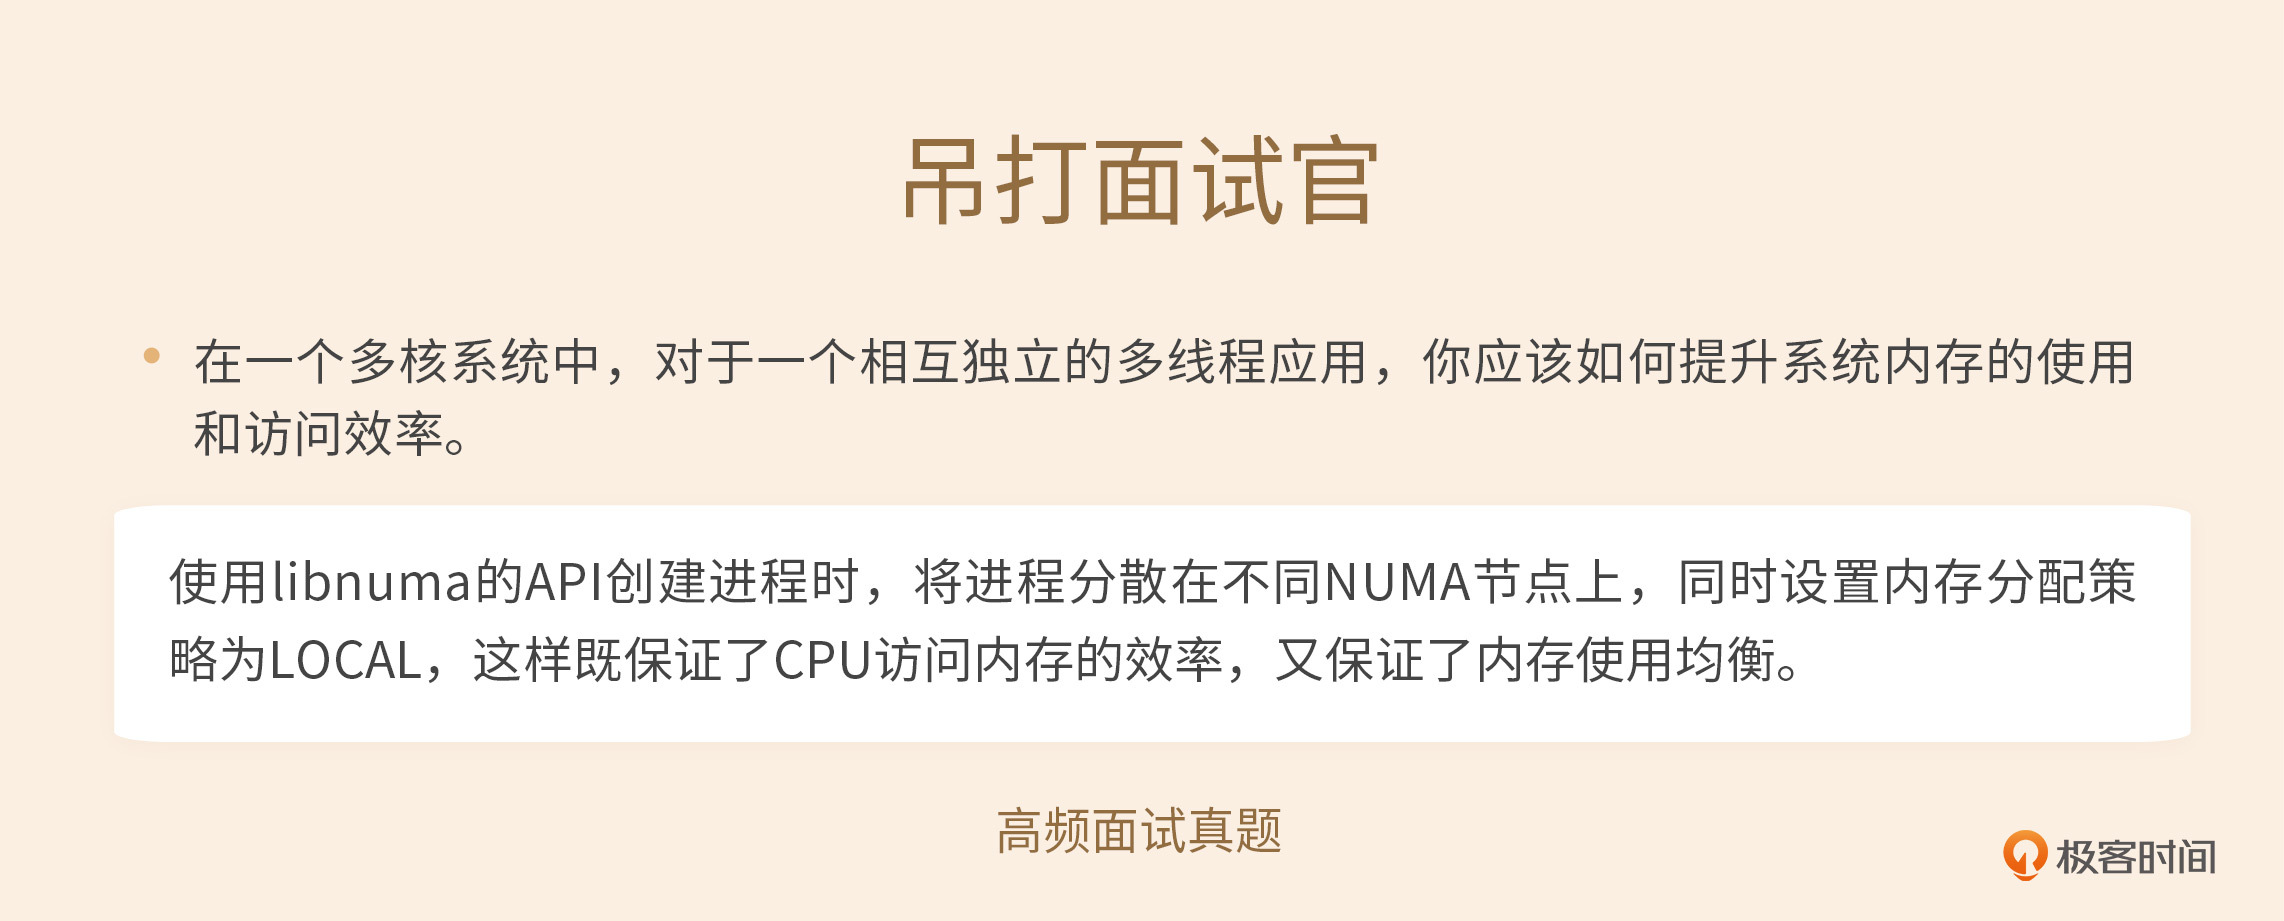 吊打面试官
在一个多核系统中，对于一个相互独立的多线程应用，你应该如何提升系统内存的使用
和访问效率。
使用libnuma的API创建进程时，将进程分散在不同NUMA节点上，同时设置内存分配策
略为LOCAL，这样既保证了CPU访问内存的效率，又保证了内存使用均衡。
高频面试真题
极客时间